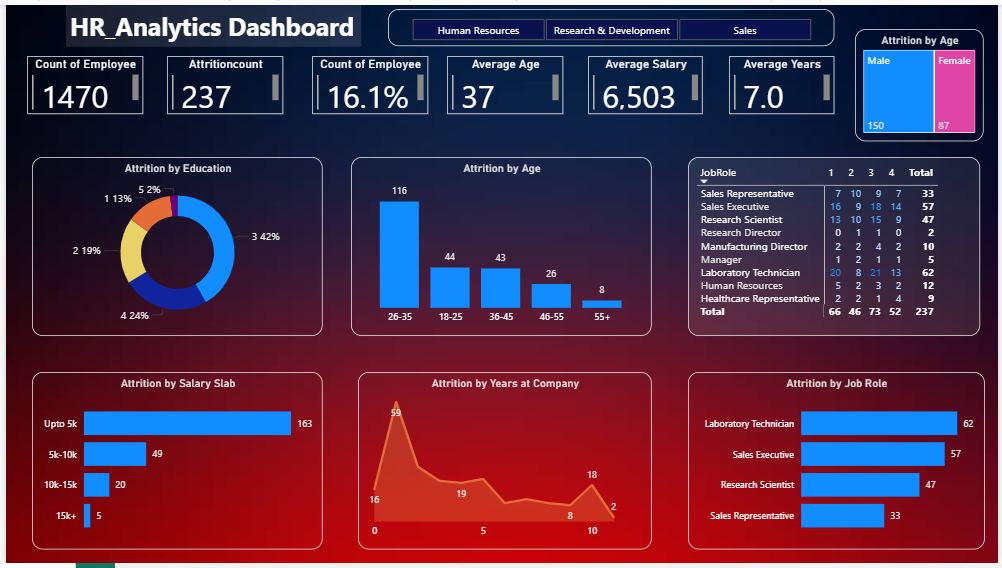 HR_Analytics Dashboard
Human Resources
Research & Development
Sales
Count of Employee
1470
Attritioncount
237
Count of Employee
16.1%
Average Age
37
Average Salary
6,503
Average Years
7.0
Attrition by Age
Male
150
Female
87
Attrition by Education
5 2%
1 13%
3 42%
2 19%
4 24%
Attrition by Age
116
44
43
26
8
26-35 18-25 36-45 46-55 55+
JobRole 1 2 3 4 Total
Sales Representative 7 10 9 7 33
Sales Executive 16 9 18 14 57
Research Scientist 13 10 15 9 47
Research Director 0 1 1 0 2
Manufacturing Director 2 2 4 2 10
Manager 1 2 1 1 5
Laboratory Technician 20 8 21 13 62
Human Resources 5 2 3 2 12
Healthcare Representative 2 2 1 4 9
Total 66 46 73 52 237
Attrition by Salary Slab
Upto 5k 163
5k-10k 49
10k-15k 20
15k+ 5
Attrition by Years at Company
59
16
19
18
8
2
0 5 10
Attrition by Job Role
Laboratory Technician 62
Sales Executive 57
Research Scientist 47
Sales Representative 33